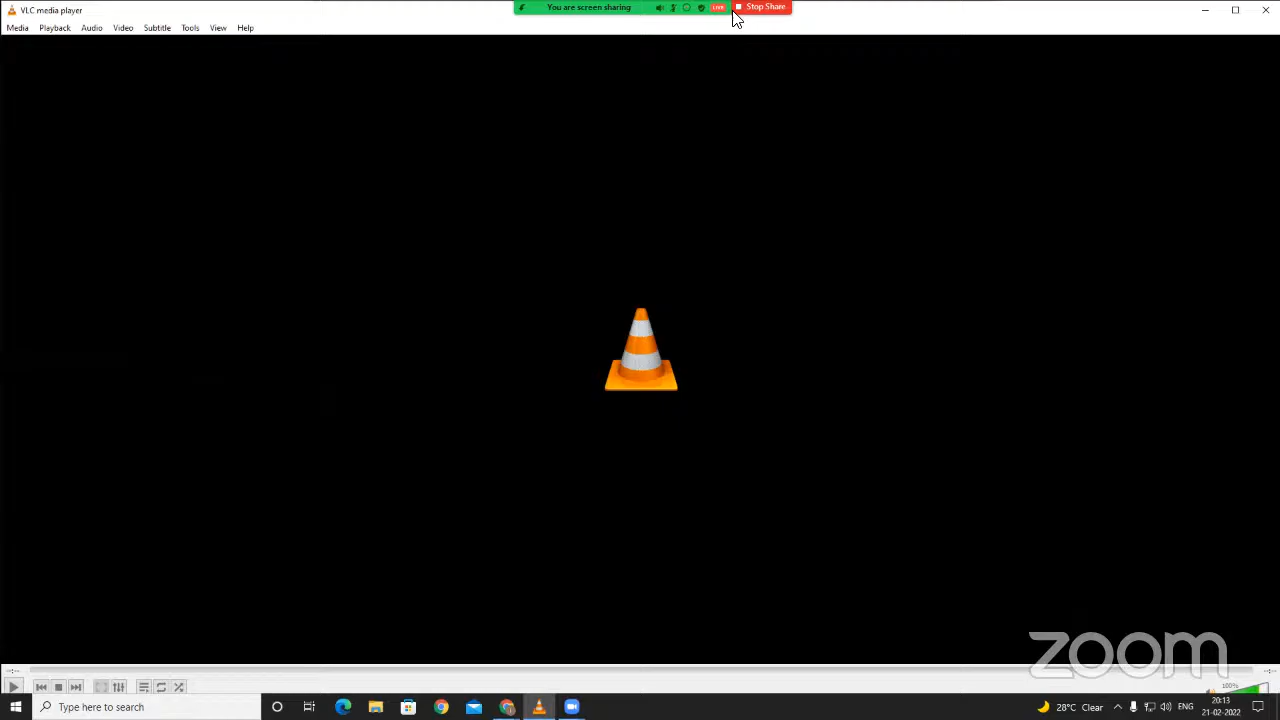 VLC media player
You are screen sharing
LIVE
Stop Share
Media Playback Audio Video Subtitle Tools View Help
zoom
--:--
--:--
100%
Type here to search
28°C Clear
ENG
20:13
21-02-2022